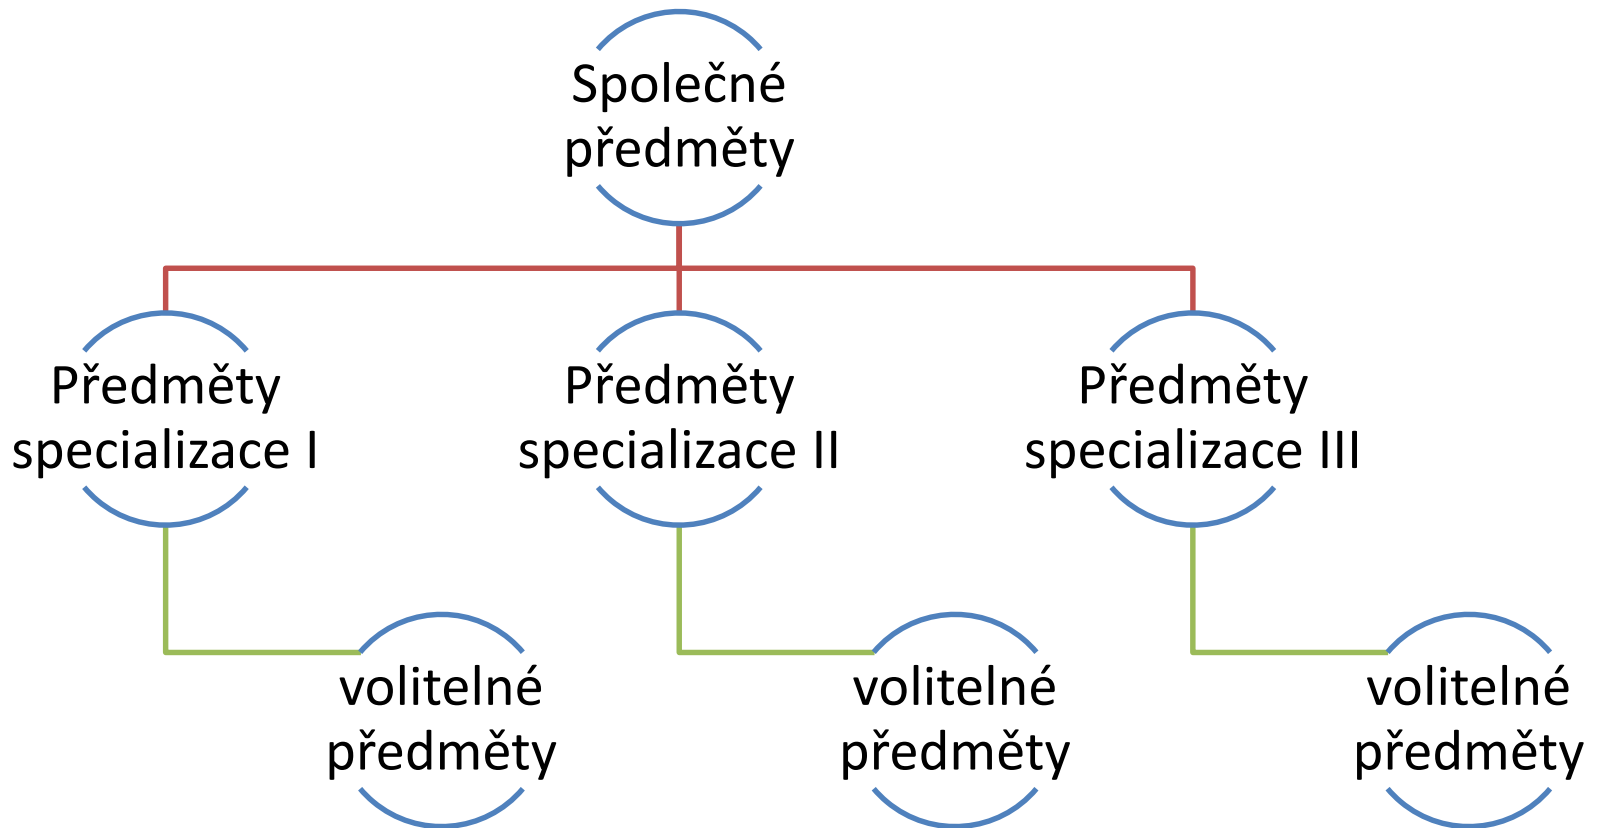 Společné
předměty
Předměty
specializace I
Předměty
specializace II
Předměty
specializace III
volitelné
předměty
volitelné
předměty
volitelné
předměty